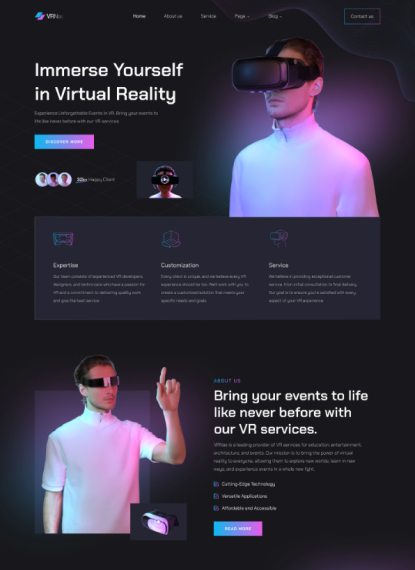 VRNas
Home
About us
Service
Page
Blog
Contact us
Immerse Yourself
in Virtual Reality
Experience Unforgettable Events in VR. Bring your events to
life like never before with our VR services.
DISCOVER MORE
Happy Client
Expertise
Our team consists of experienced VR developers,
designers, and technicians who have a passion for
VR and a commitment to delivering quality work
and give the best service.
Customization
Every client is unique, and we believe every VR
experience should be too. We'll work with you to
create a customized solution that meets your
specific needs and goals.
Service
We believe in providing exceptional customer
service, from initial consultation to final delivery.
Our goal is to ensure you're satisfied with every
aspect of your VR experience.
ABOUT US
Bring your events to life
like never before with
our VR services.
VRNas is a leading provider of VR services for education, entertainment,
architecture, and events. Our mission is to bring the power of virtual
reality to everyone, allowing them to explore new worlds, learn in new
ways, and experience events in a whole new light.
Cutting-Edge Technology
Versatile Applications
Affordable and Accessible
READ MORE